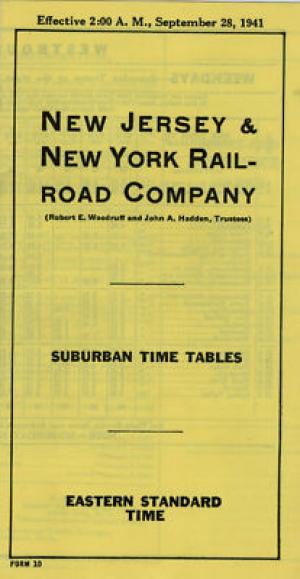 Effective 2:00 A. M., September 28, 1941
NEW JERSEY &
NEW YORK RAIL-
ROAD COMPANY
(Robert E. Woodruff and John A. Hadden, Trustees)
SUBURBAN TIME TABLES
EASTERN STANDARD
TIME
FORM 10